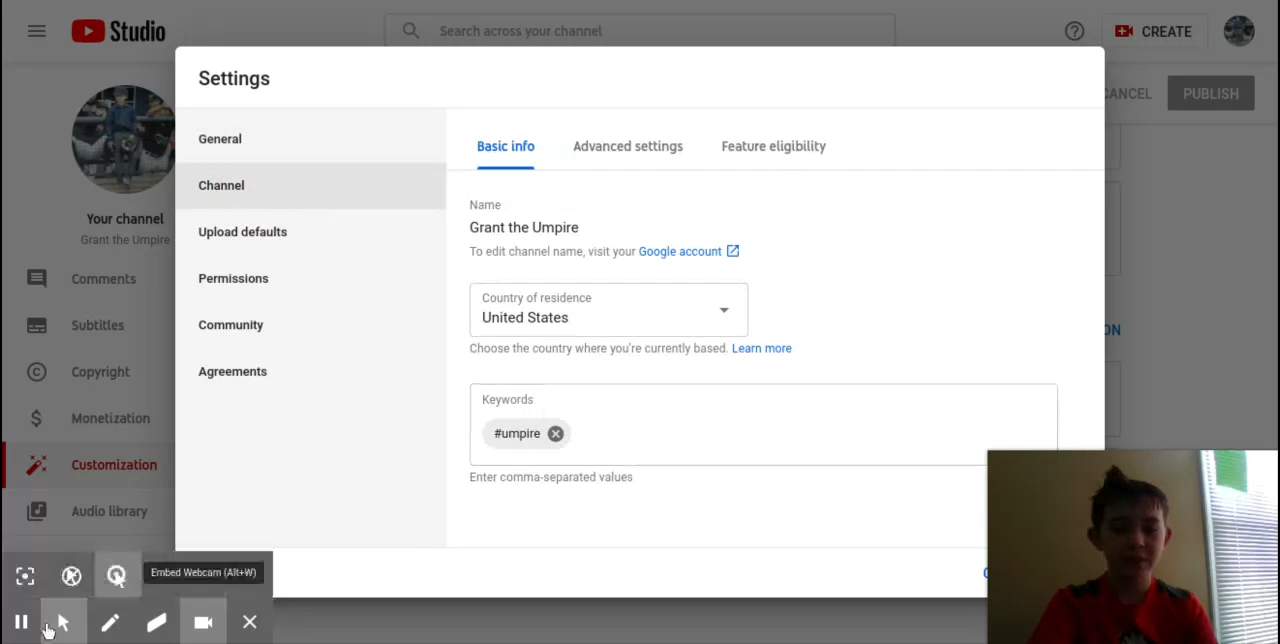 Studio
Search across your channel
CREATE
Settings
CANCEL
PUBLISH
General
Basic info
Advanced settings
Feature eligibility
Channel
Name
Your channel
Grant the Umpire
Upload defaults
Grant the Umpire
To edit channel name, visit your Google account
Comments
Permissions
Country of residence
United States
Subtitles
Community
ON
Choose the country where you're currently based. Learn more
Copyright
Agreements
Keywords
Monetization
#umpire
Customization
Enter comma-separated values
Audio library
Embed Webcam (Alt+W)